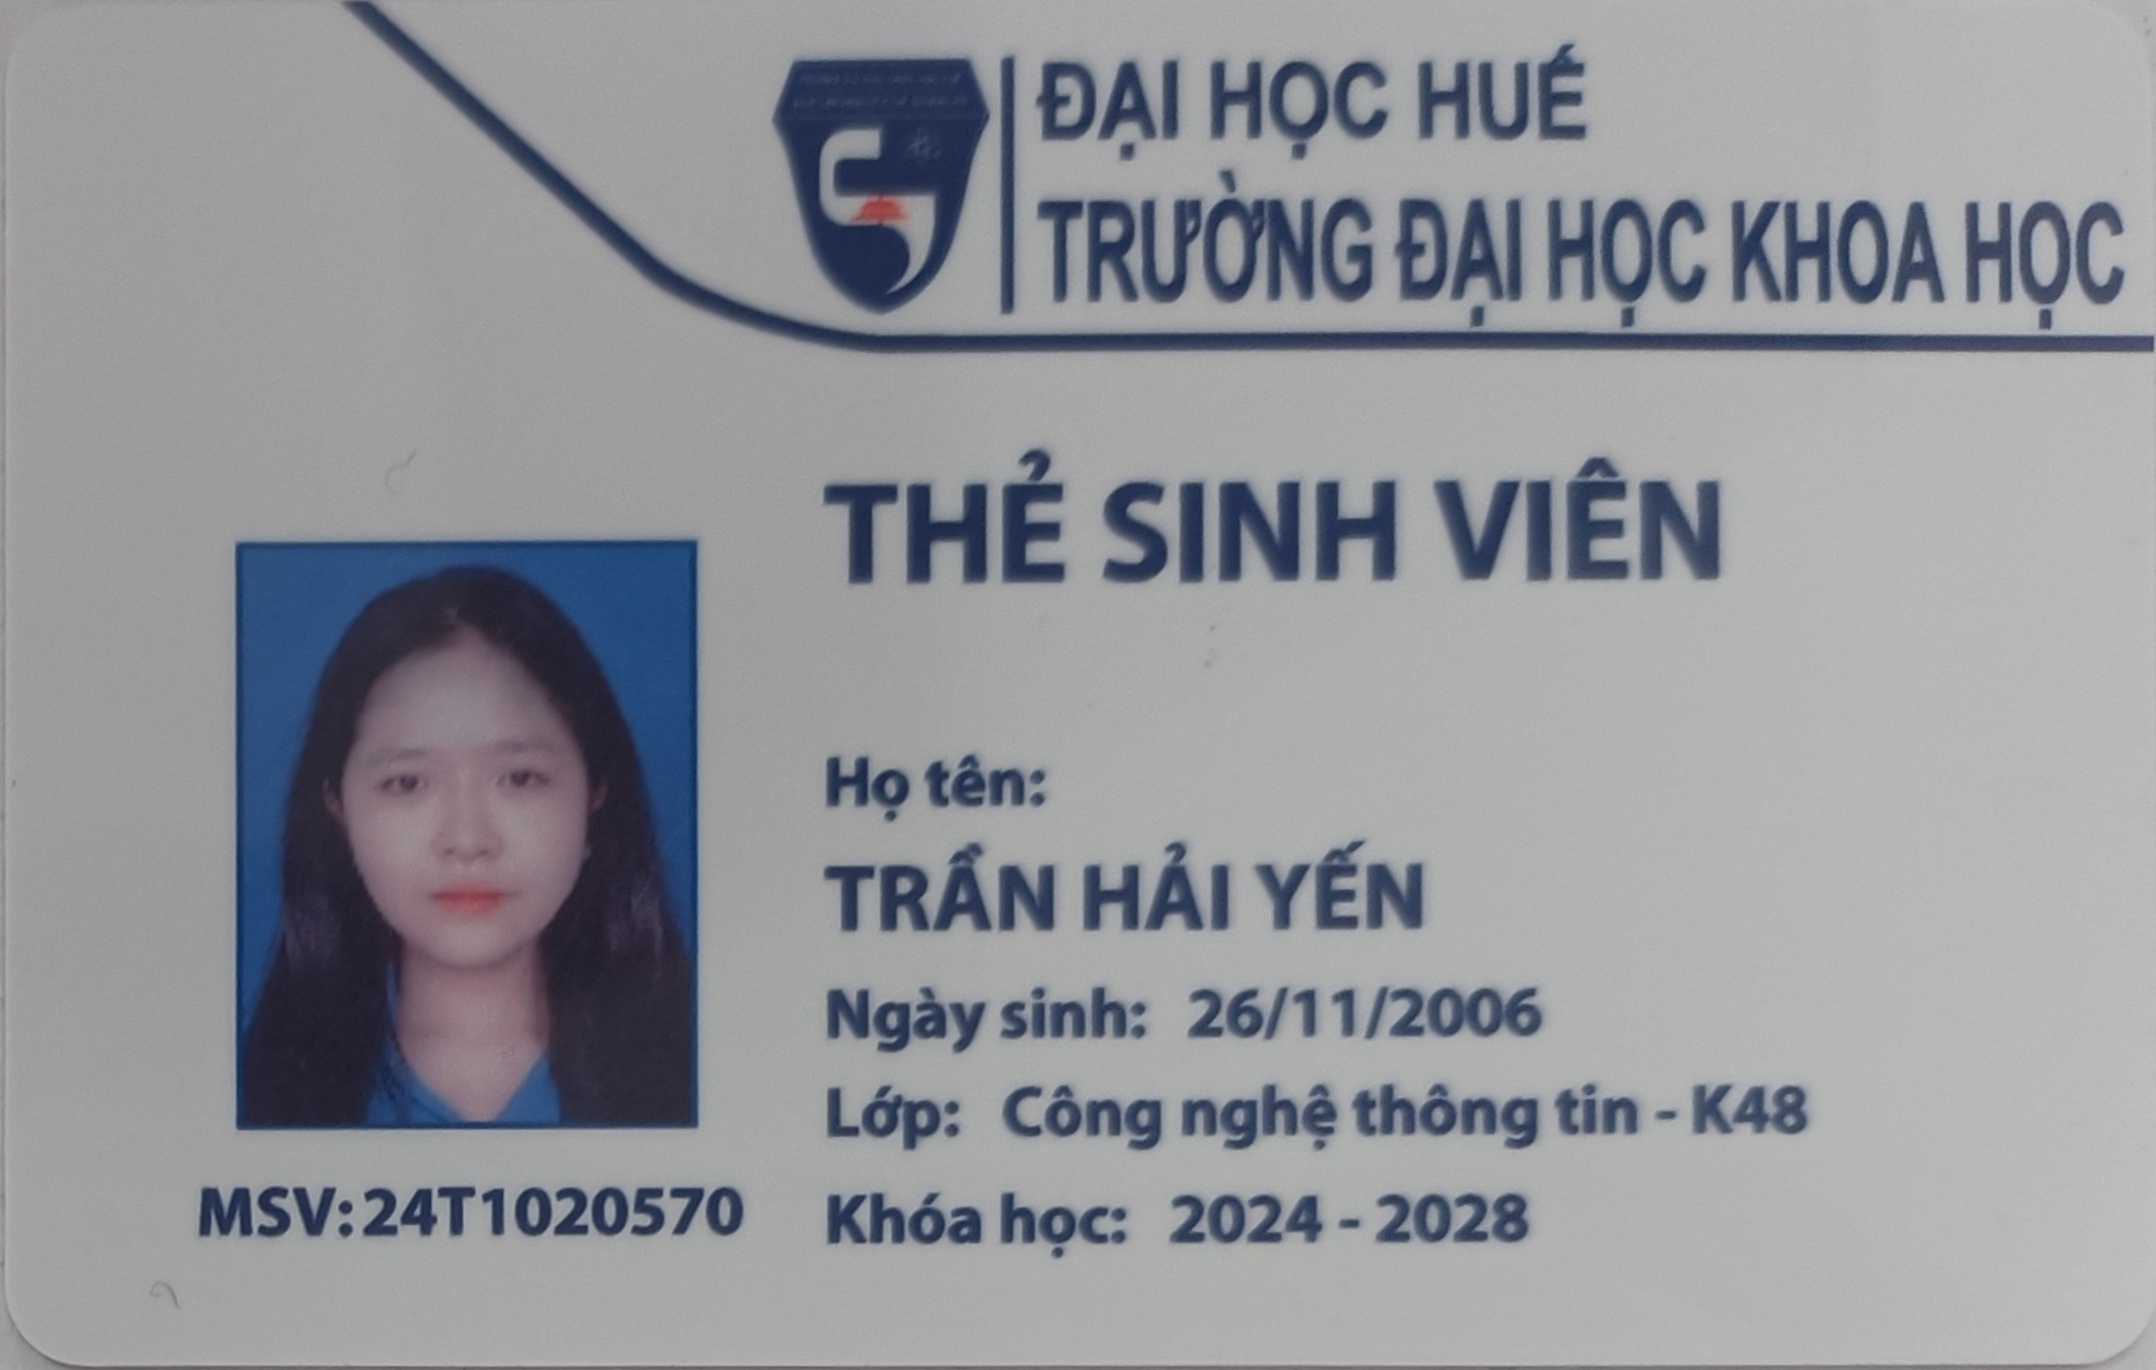 ĐẠI HỌC HUẾ
TRƯỜNG ĐẠI HỌC KHOA HỌC
THẺ SINH VIÊN
Họ tên:
TRẦN HẢI YẾN
Ngày sinh: 26/11/2006
Lớp: Công nghệ thông tin - K48
Khóa học: 2024 - 2028
MSV: 24T1020570